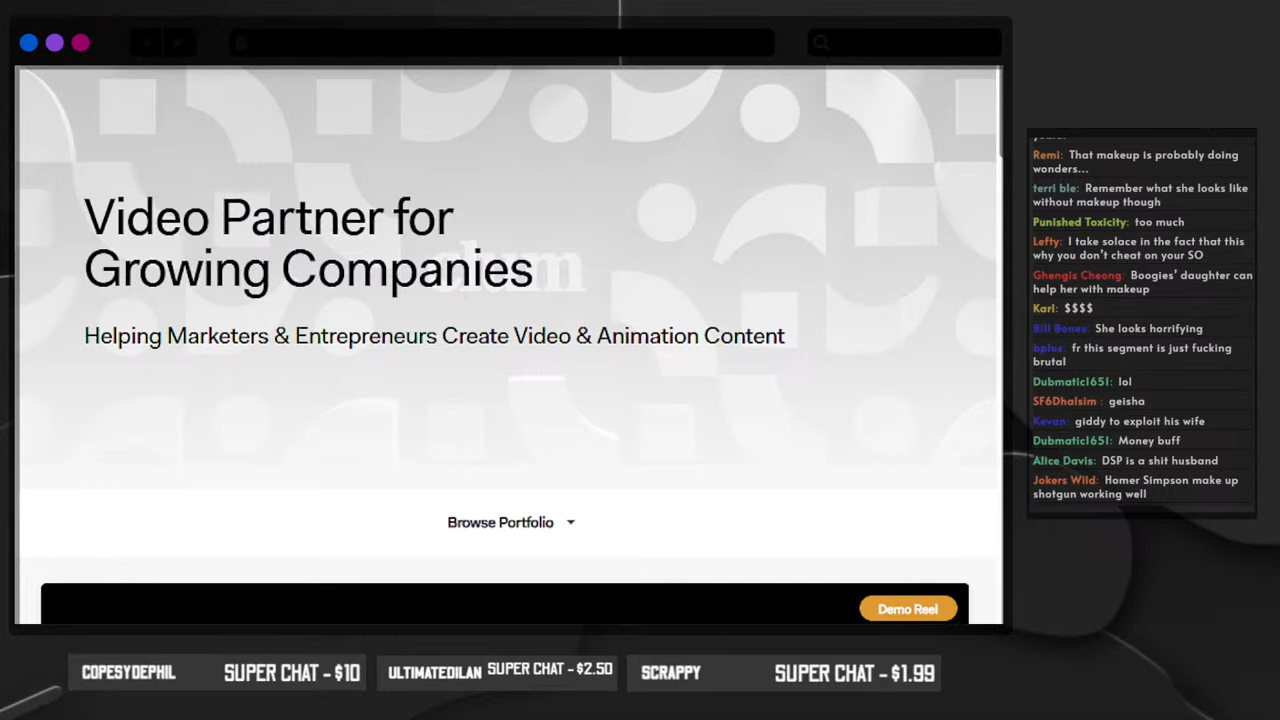 Video Partner for
Growing Companies
Helping Marketers & Entrepreneurs Create Video & Animation Content
Browse Portfolio
Demo Reel
Remi: That makeup is probably doing
wonders...
terri ble: Remember what she looks like
without makeup though
Punished Toxicity: too much
Lefty: I take solace in the fact that this
why you don't cheat on your SO
Ghengis Cheong: Boogies' daughter can
help her with makeup
Karl: $$$$
Bill Bones: She looks horrifying
bplux: fr this segment is just fucking
brutal
Dubmatic1651: lol
SF6Dhalsim : geisha
Kevan: giddy to exploit his wife
Dubmatic1651: Money buff
Alice Davis: DSP is a shit husband
Jokers Wild: Homer Simpson make up
shotgun working well
COPESYDEPHIL SUPER CHAT - $10
ULTIMATEDILAN SUPER CHAT - $2.50
SCRAPPY SUPER CHAT - $1.99